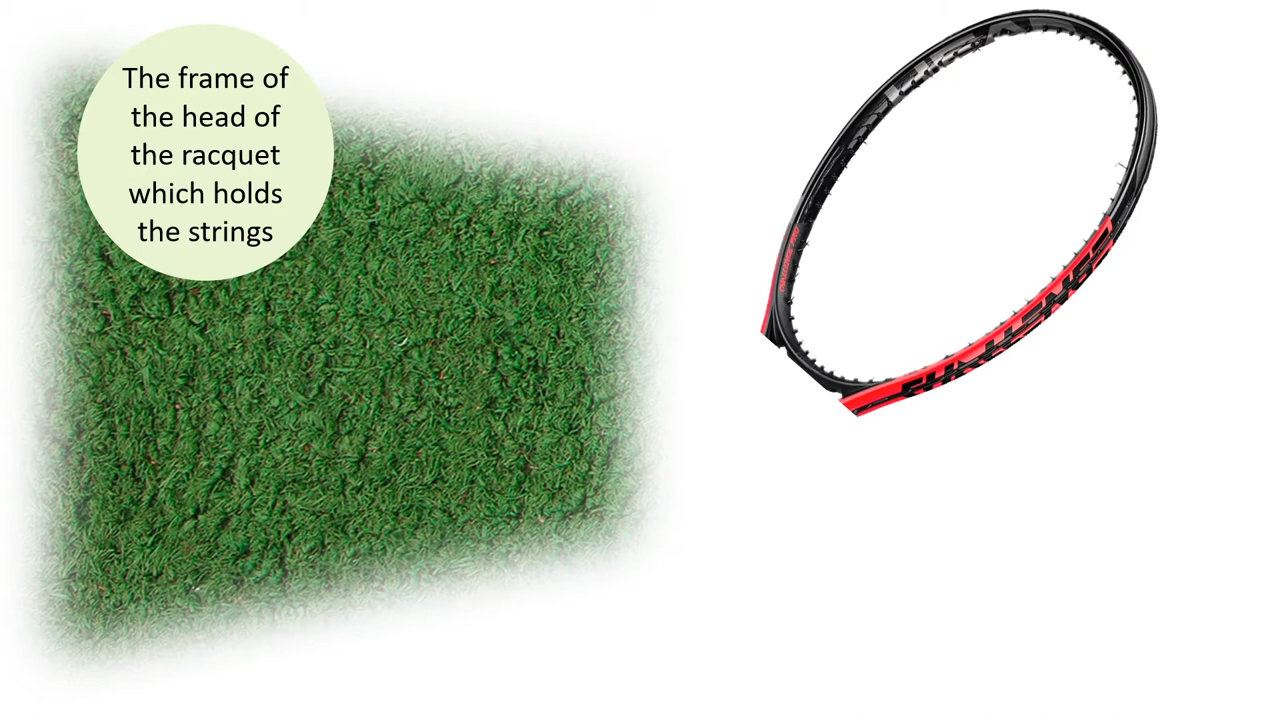 The frame of
the head of
the racquet
which holds
the strings